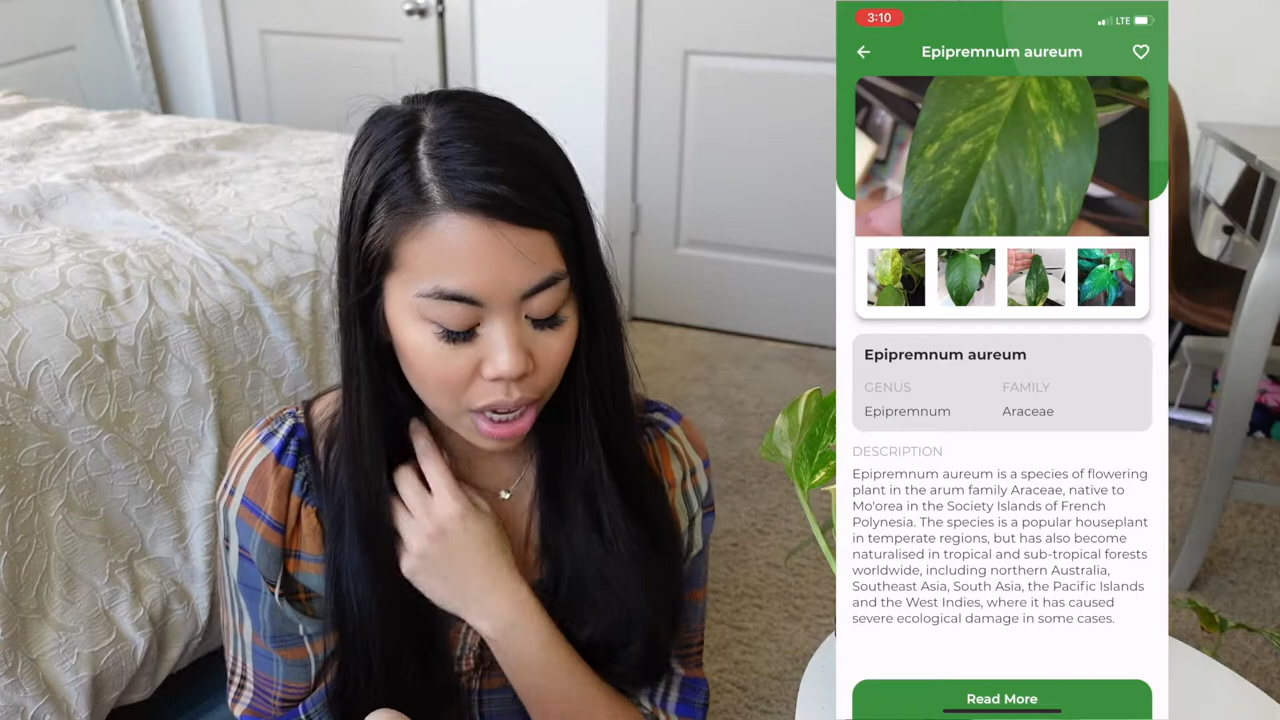 3:10
LTE
Epipremnum aureum
Epipremnum aureum
GENUS
FAMILY
Epipremnum
Araceae
DESCRIPTION
Epipremnum aureum is a species of flowering
plant in the arum family Araceae, native to
Mo'orea in the Society Islands of French
Polynesia. The species is a popular houseplant
in temperate regions, but has also become
naturalised in tropical and sub-tropical forests
worldwide, including northern Australia,
Southeast Asia, South Asia, the Pacific Islands
and the West Indies, where it has caused
severe ecological damage in some cases.
Read More